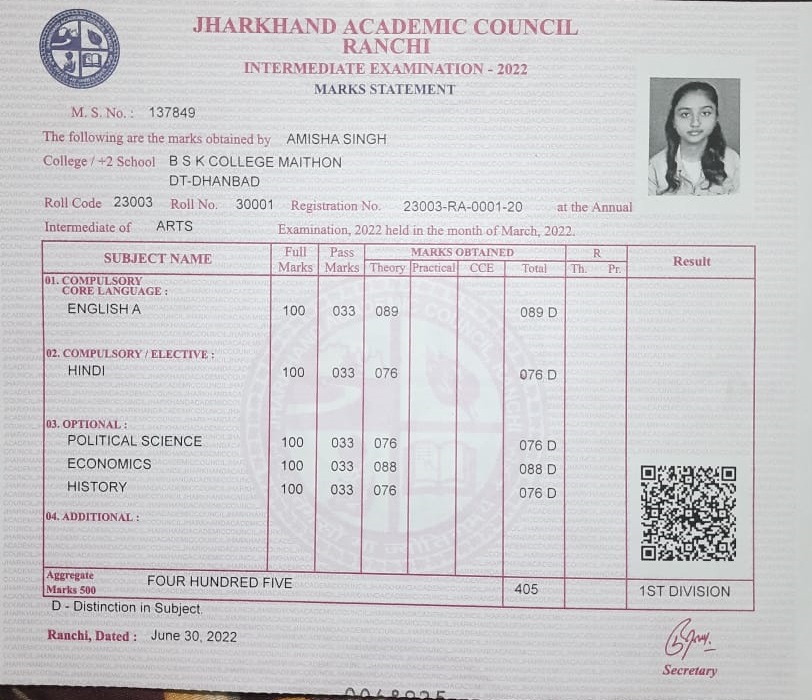 JHARKHAND ACADEMIC COUNCIL
RANCHI
INTERMEDIATE EXAMINATION - 2022
MARKS STATEMENT
M. S. No. : 137849
The following are the marks obtained by AMISHA SINGH
College / +2 School B S K COLLEGE MAITHON
DT-DHANBAD
Roll Code 23003 Roll No. 30001 Registration No. 23003-RA-0001-20 at the Annual
Intermediate of ARTS Examination, 2022 held in the month of March, 2022.
SUBJECT NAME Full Marks Pass Marks MARKS OBTAINED R Result
Theory Practical CCE Total Th. Pr.
01. COMPULSORY
CORE LANGUAGE :
ENGLISH A 100 033 089 089 D
02. COMPULSORY / ELECTIVE :
HINDI 100 033 076 076 D
03. OPTIONAL :
POLITICAL SCIENCE 100 033 076 076 D
ECONOMICS 100 033 088 088 D
HISTORY 100 033 076 076 D
04. ADDITIONAL :
Aggregate
Marks 500 FOUR HUNDRED FIVE 405 1ST DIVISION
D - Distinction in Subject.
Ranchi, Dated : June 30, 2022
Secretary